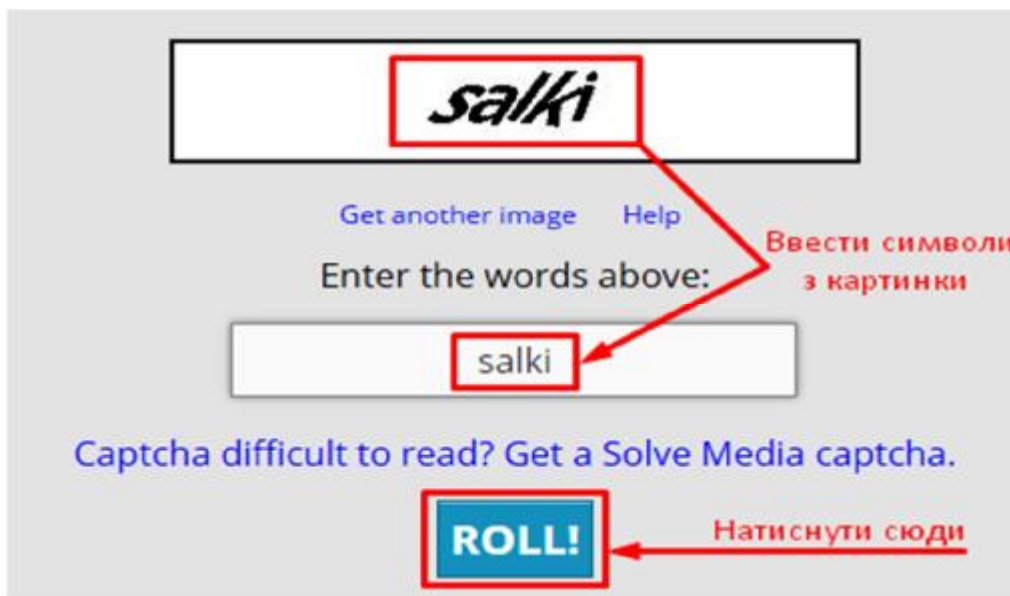 salki
Get another image Help
Ввести символи
з картинки
Enter the words above:
salki
Captcha difficult to read? Get a Solve Media captcha.
ROLL!
Натиснути сюди